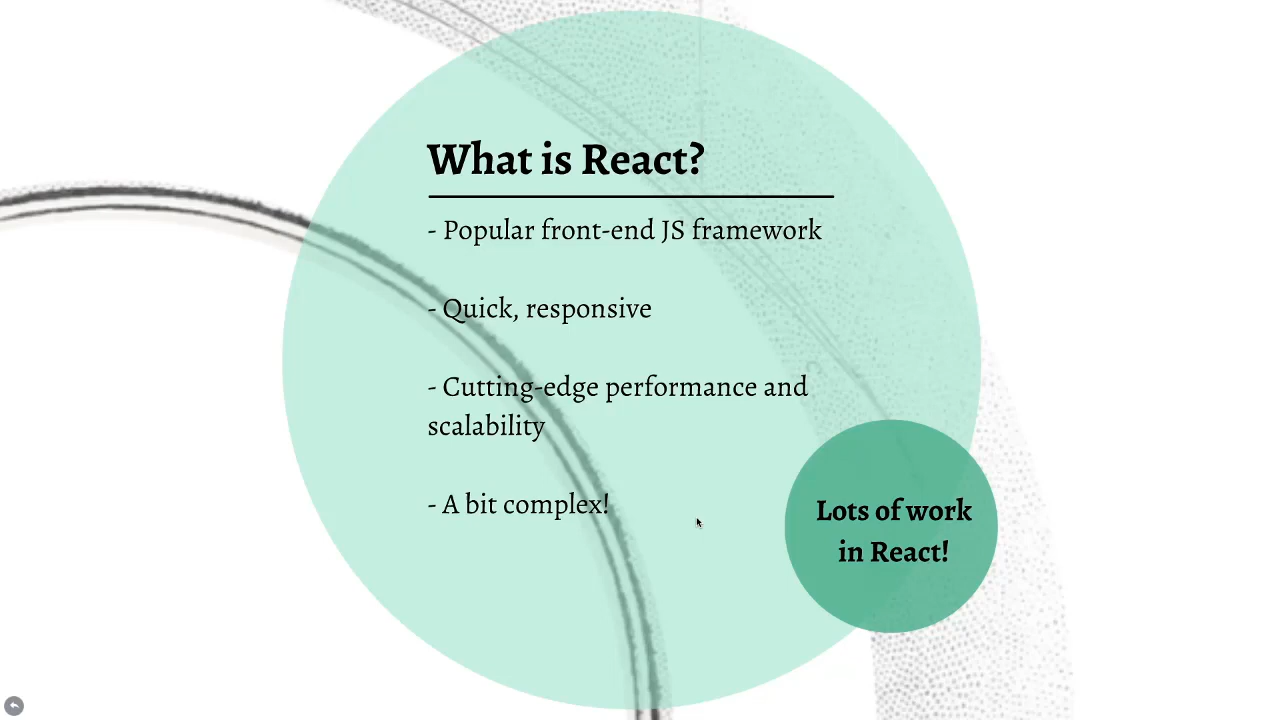 What is React?
- Popular front-end JS framework
- Quick, responsive
- Cutting-edge performance and
scalability
- A bit complex!
Lots of work
in React!